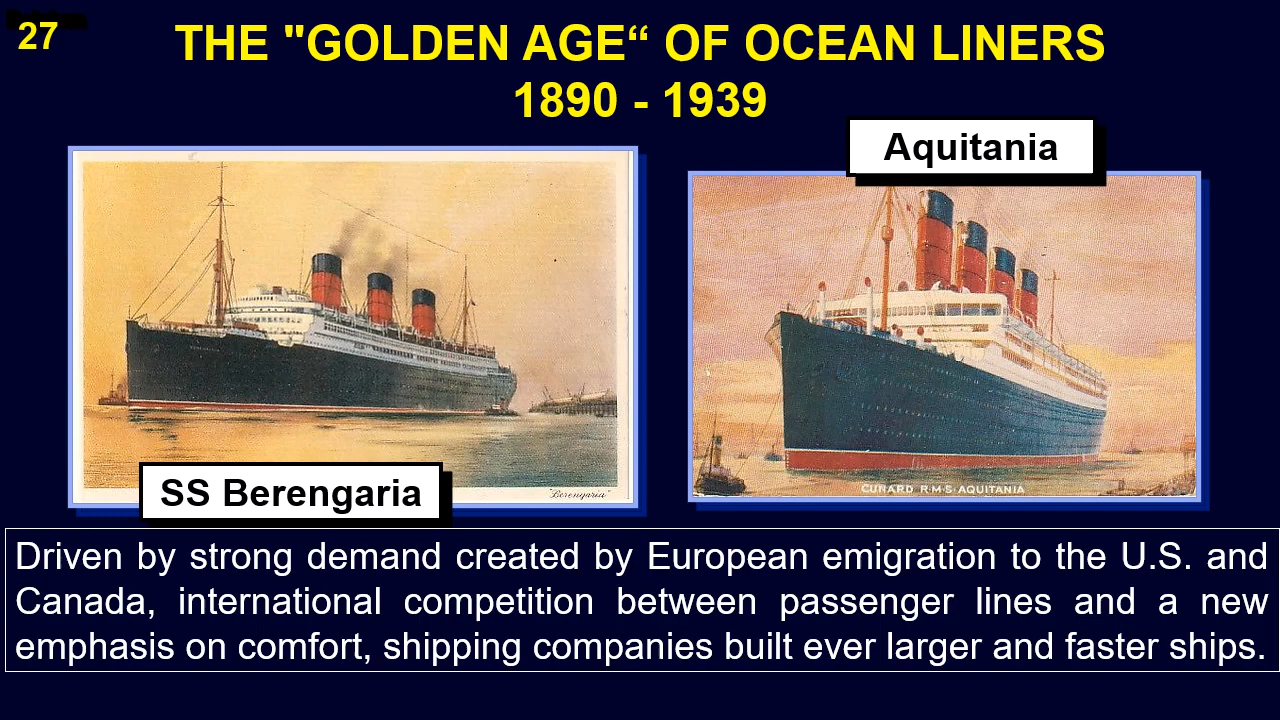 27
THE "GOLDEN AGE“ OF OCEAN LINERS
1890 - 1939
Aquitania
CUNARD R·M·S·AQUITANIA
"Berengaria"
SS Berengaria
Driven by strong demand created by European emigration to the U.S. and
Canada, international competition between passenger lines and a new
emphasis on comfort, shipping companies built ever larger and faster ships.